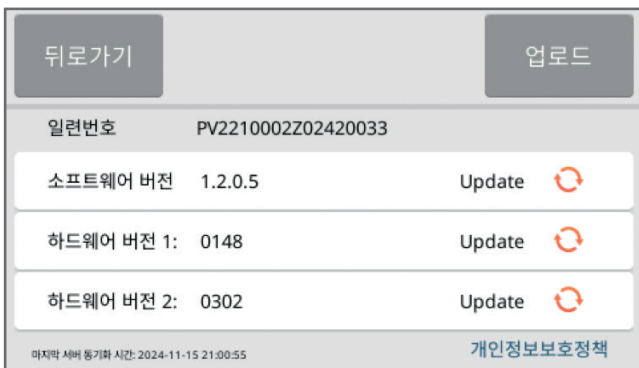 뒤로가기 업로드
일련번호 PV2210002Z02420033
소프트웨어 버전 1.2.0.5 Update
하드웨어 버전 1: 0148 Update
하드웨어 버전 2: 0302 Update
마지막 서버 동기화 시간: 2024-11-15 21:00:55 개인정보보호정책